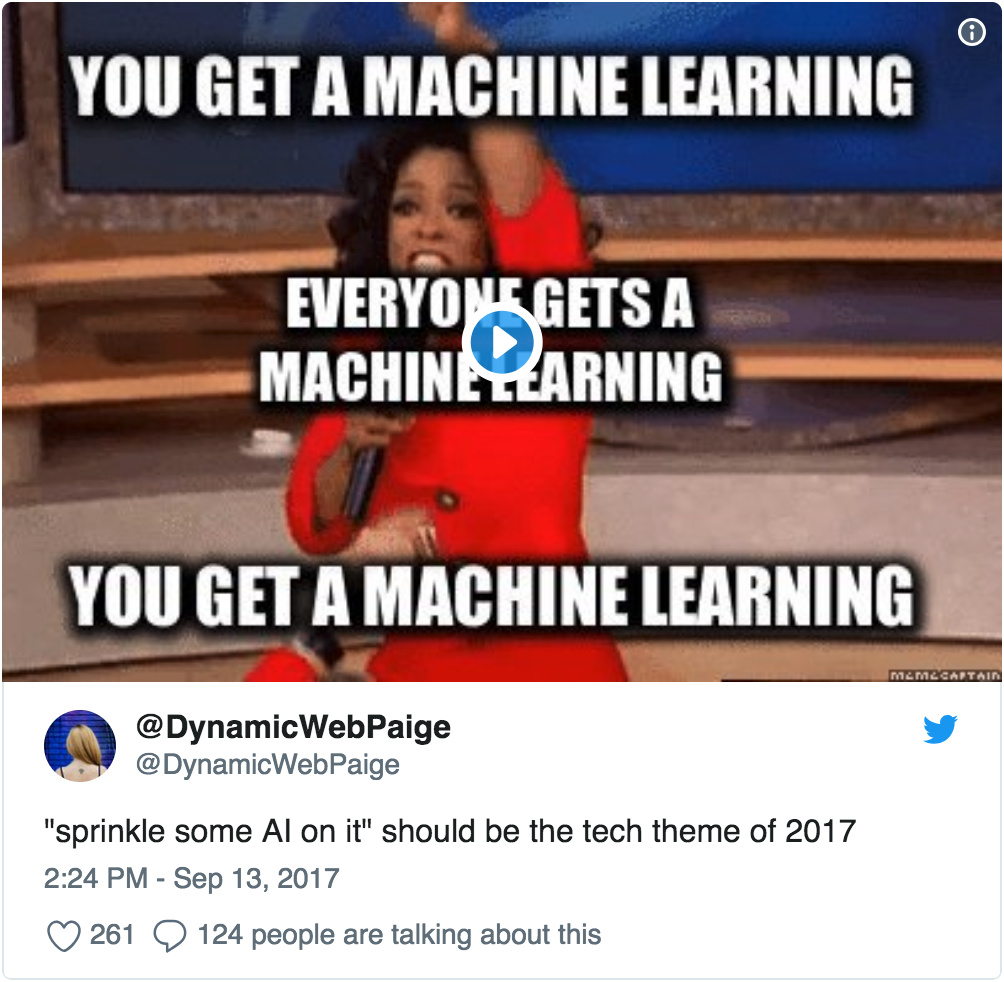 YOU GET A MACHINE LEARNING
EVERYONE GETS A
MACHINE LEARNING
YOU GET A MACHINE LEARNING
MEMECAPTAIN
@DynamicWebPaige
@DynamicWebPaige
"sprinkle some AI on it" should be the tech theme of 2017
2:24 PM - Sep 13, 2017
261 124 people are talking about this